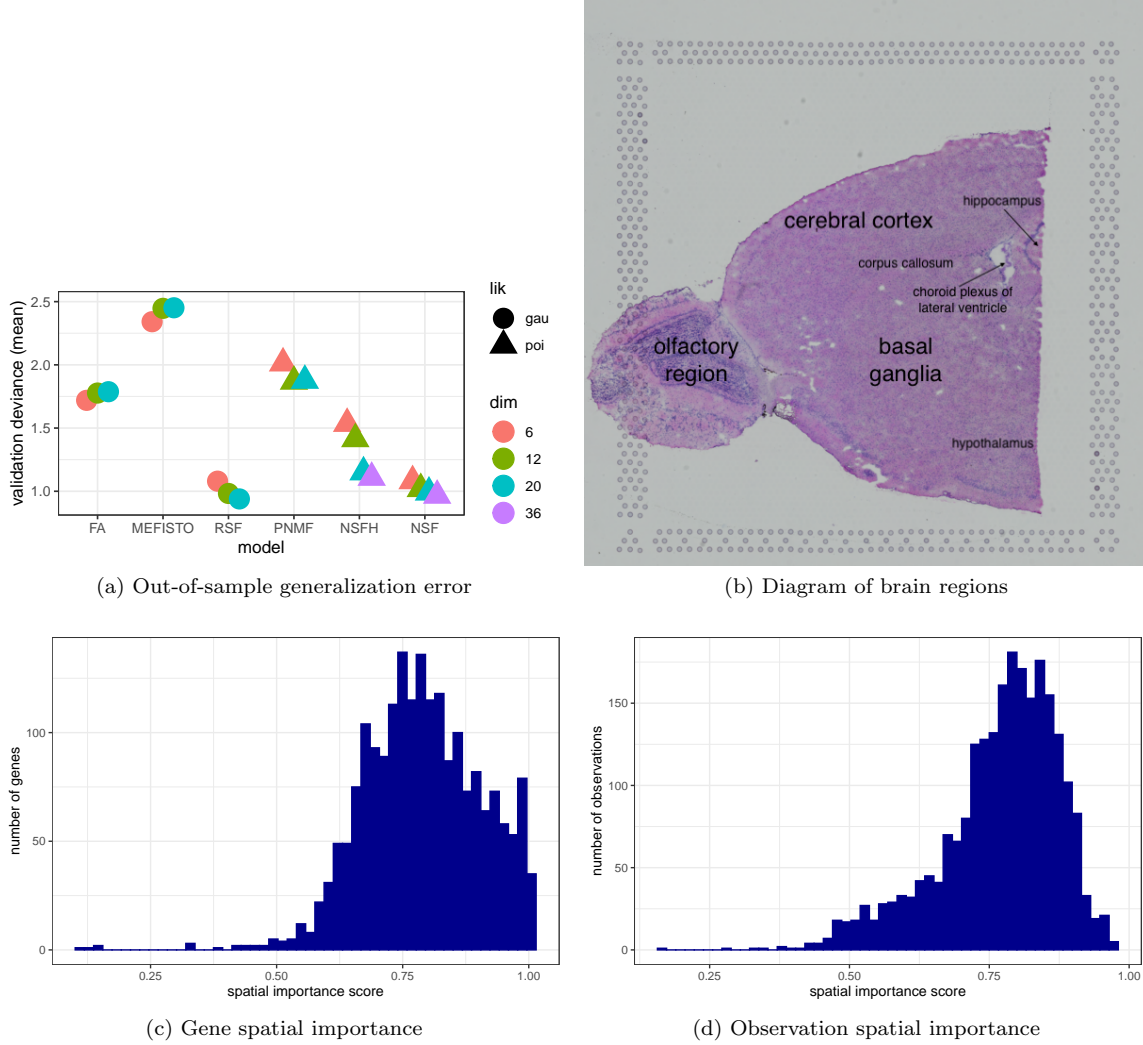 validation deviance (mean)
2.5
2.0
1.5
1.0
FA MEFISTO RSF PNMF NSFH NSF
model
lik
gau
poi
dim
6
12
20
36
(a) Out-of-sample generalization error
cerebral cortex
hippocampus
corpus callosum
choroid plexus of
lateral ventricle
olfactory
region
basal
ganglia
hypothalamus
(b) Diagram of brain regions
number of genes
100
50
0
0.25 0.50 0.75 1.00
spatial importance score
(c) Gene spatial importance
number of observations
150
100
50
0
0.25 0.50 0.75 1.00
spatial importance score
(d) Observation spatial importance